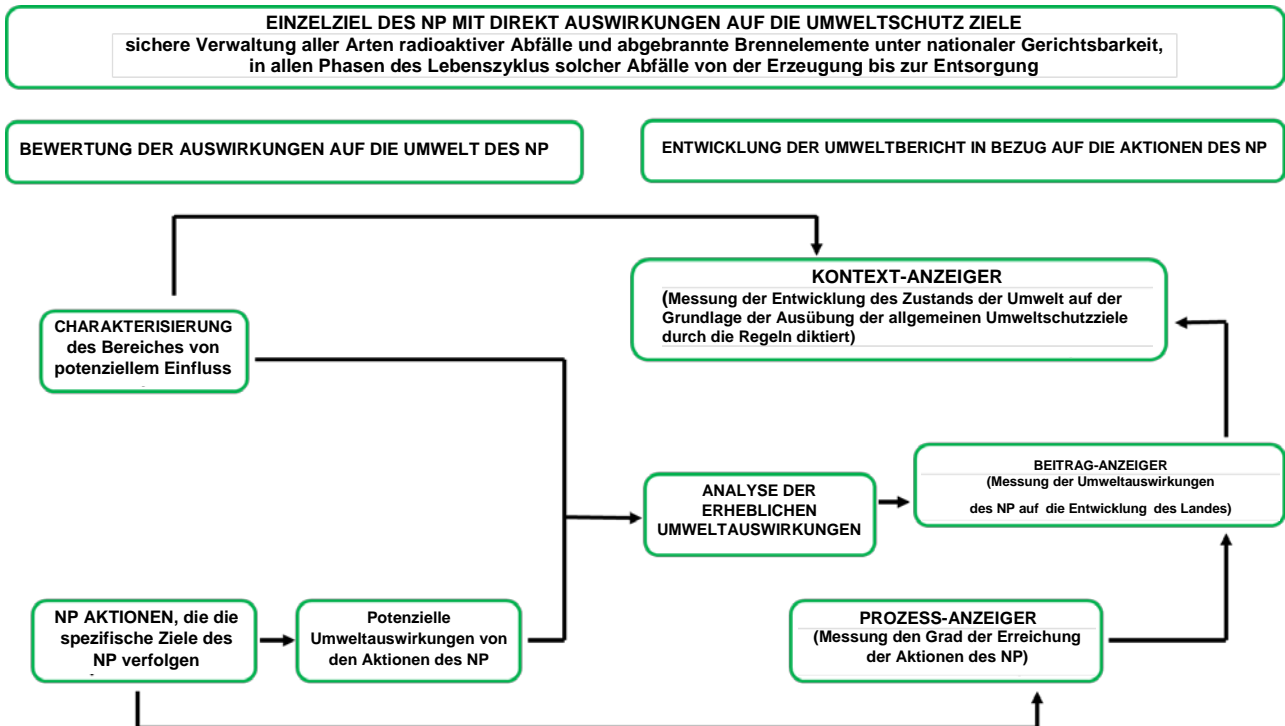 EINZELZIEL DES NP MIT DIREKT AUSWIRKUNGEN AUF DIE UMWELTSCHUTZ ZIELE
sichere Verwaltung aller Arten radioaktiver Abfälle und abgebrannte Brennelemente unter nationaler Gerichtsbarkeit,
in allen Phasen des Lebenszyklus solcher Abfälle von der Erzeugung bis zur Entsorgung
BEWERTUNG DER AUSWIRKUNGEN AUF DIE UMWELT DES NP
ENTWICKLUNG DER UMWELTBERICHT IN BEZUG AUF DIE AKTIONEN DES NP
KONTEXT-ANZEIGER
(Messung der Entwicklung des Zustands der Umwelt auf der
Grundlage der Ausübung der allgemeinen Umweltschutzziele
durch die Regeln diktiert)
CHARAKTERISIERUNG
des Bereiches von
potenziellem Einfluss
ANALYSE DER
ERHEBLICHEN
UMWELTAUSWIRKUNGEN
BEITRAG-ANZEIGER
(Messung der Umweltauswirkungen
des NP auf die Entwicklung des Landes)
NP AKTIONEN, die die
spezifische Ziele des
NP verfolgen
Potenzielle
Umweltauswirkungen von
den Aktionen des NP
PROZESS-ANZEIGER
(Messung den Grad der Erreichung
der Aktionen des NP)